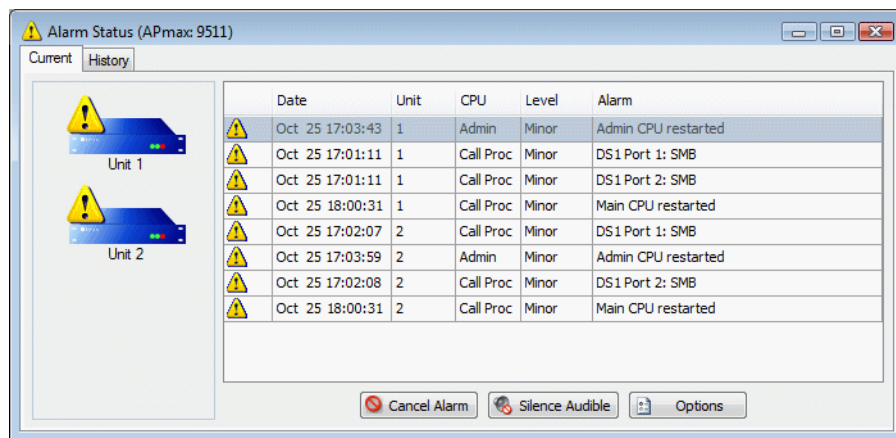 Alarm Status (APmax: 9511)
Current History
Date Unit CPU Level Alarm
Oct 25 17:03:43 1 Admin Minor Admin CPU restarted
Oct 25 17:01:11 1 Call Proc Minor DS1 Port 1: SMB
Oct 25 17:01:11 1 Call Proc Minor DS1 Port 2: SMB
Oct 25 18:00:31 1 Call Proc Minor Main CPU restarted
Oct 25 17:02:07 2 Call Proc Minor DS1 Port 1: SMB
Oct 25 17:03:59 2 Admin Minor Admin CPU restarted
Oct 25 17:02:08 2 Call Proc Minor DS1 Port 2: SMB
Oct 25 18:00:31 2 Call Proc Minor Main CPU restarted
Unit 1
Unit 2
Cancel Alarm Silence Audible Options